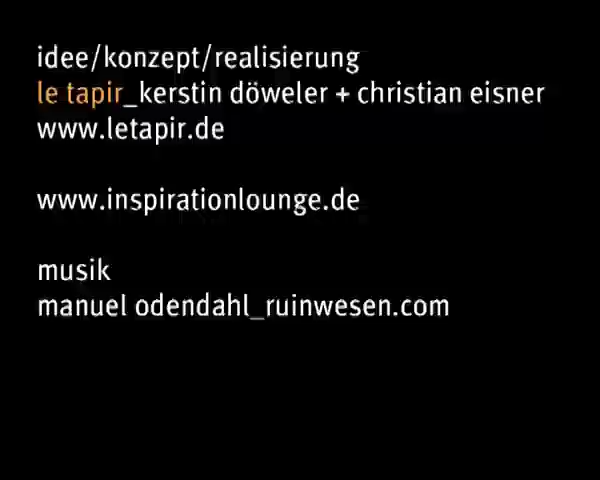 idee/konzept/realisierung
le tapir_kerstin döweler + christian eisner
www.letapir.de
www.inspirationlounge.de
musik
manuel odendahl_ruinwesen.com